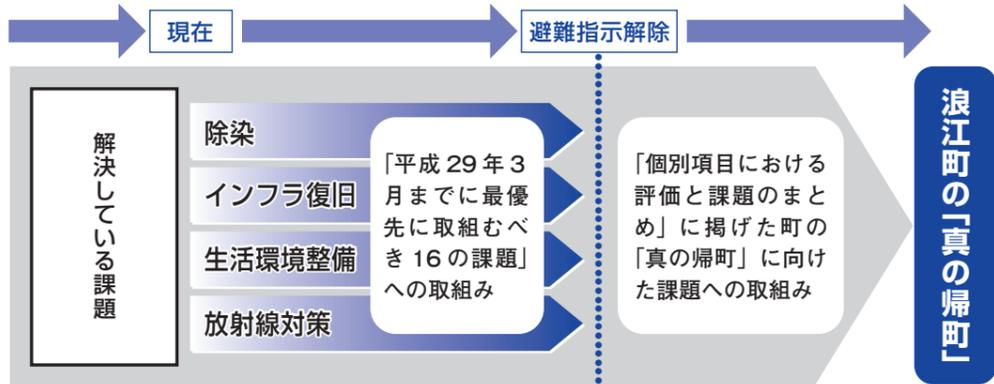 現在
避難指示解除
解決している課題
除染
インフラ復旧
生活環境整備
放射線対策
「平成29年3
月までに最優
先に取組むべ
き16の課題」
への取組み
「個別項目における
評価と課題のまと
め」に掲げた町の
「真の帰町」に向け
た課題への取組み
浪江町の「真の帰町」